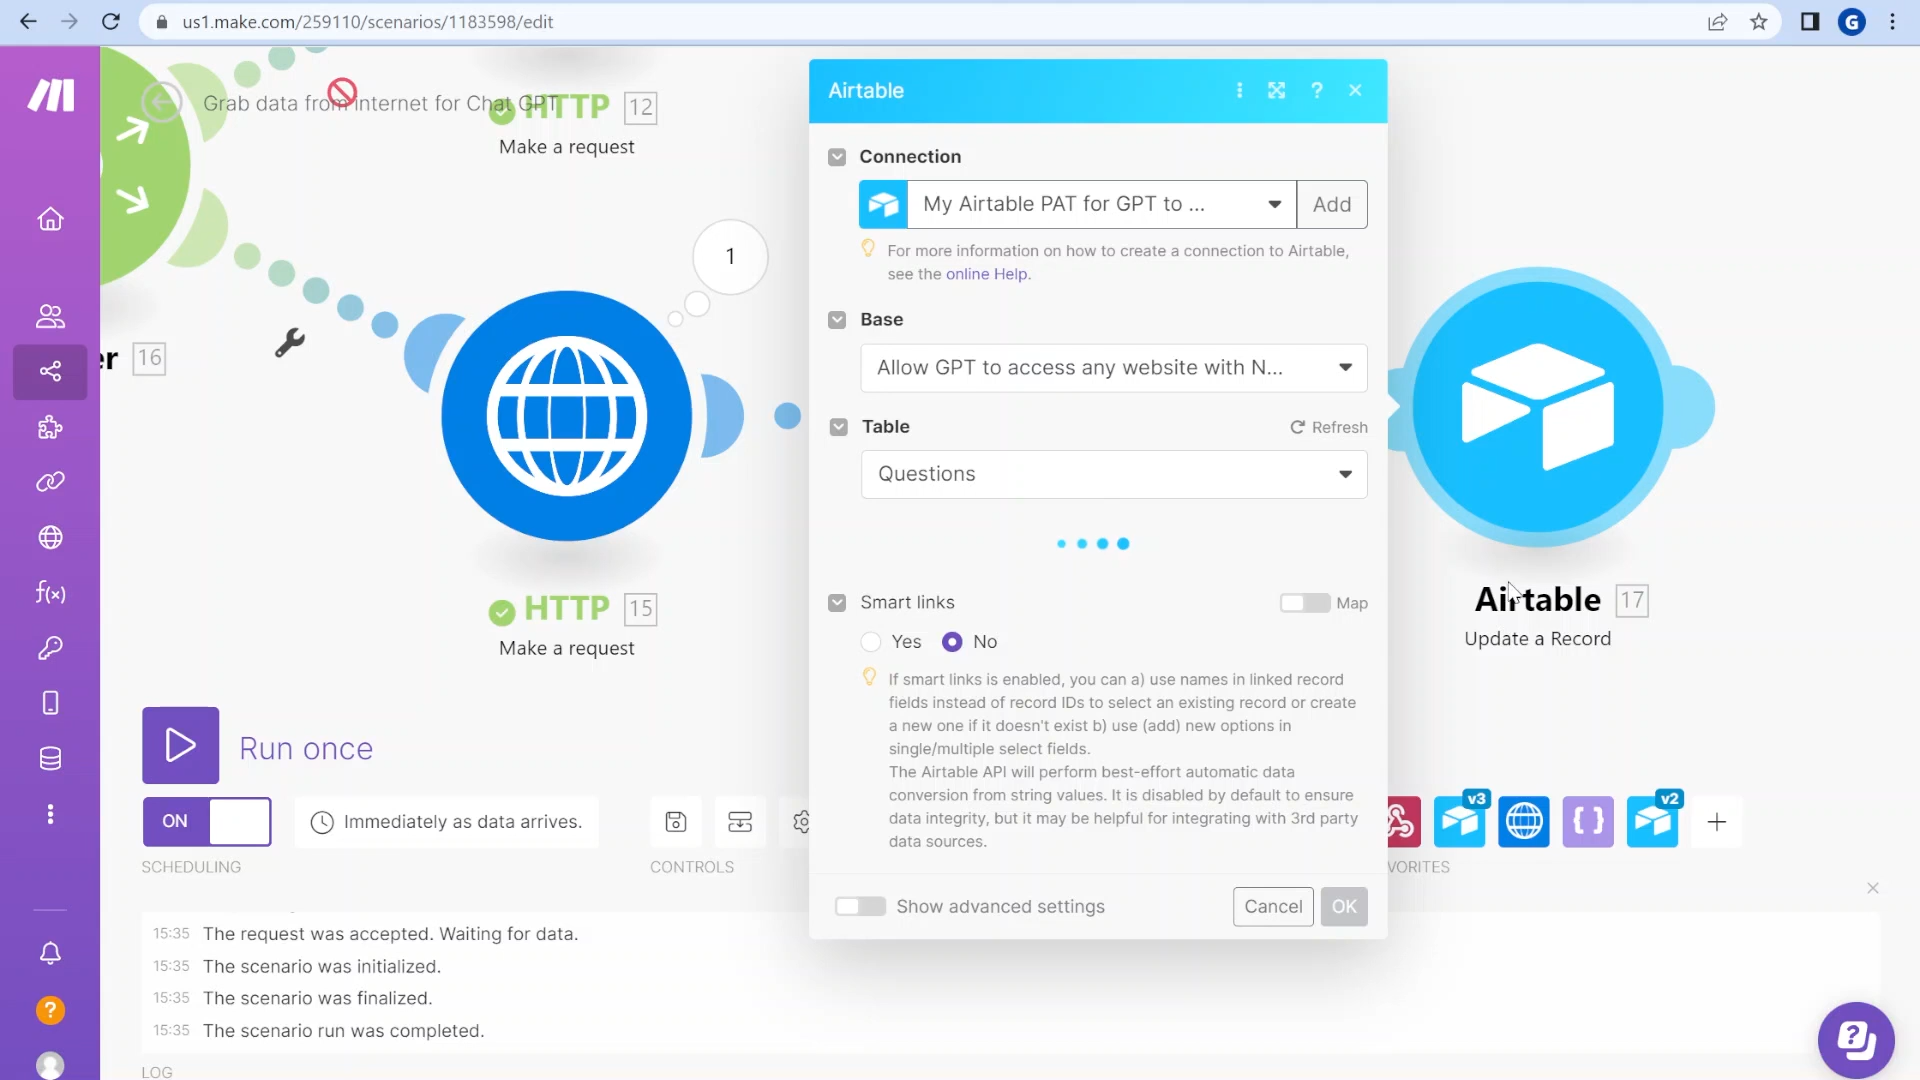 us1.make.com/259110/scenarios/1183598/edit
G
Grab data from Internet for Chat GPT
HTTP 12
Make a request
er 16
1
HTTP 15
Make a request
Airtable
?
Connection
My Airtable PAT for GPT to ...
Add
For more information on how to create a connection to Airtable,
see the online Help.
Base
Allow GPT to access any website with N...
Table
Refresh
Questions
Smart links
Map
Yes
No
If smart links is enabled, you can a) use names in linked record
fields instead of record IDs to select an existing record or create
a new one if it doesn't exist b) use (add) new options in
single/multiple select fields.
The Airtable API will perform best-effort automatic data
conversion from string values. It is disabled by default to ensure
data integrity, but it may be helpful for integrating with 3rd party
data sources.
Show advanced settings
Cancel
OK
Airtable 17
Update a Record
f(x)
Run once
ON
Immediately as data arrives.
SCHEDULING
CONTROLS
v3
v2
VORITES
15:35 The request was accepted. Waiting for data.
15:35 The scenario was initialized.
15:35 The scenario was finalized.
15:35 The scenario run was completed.
LOG
?
?